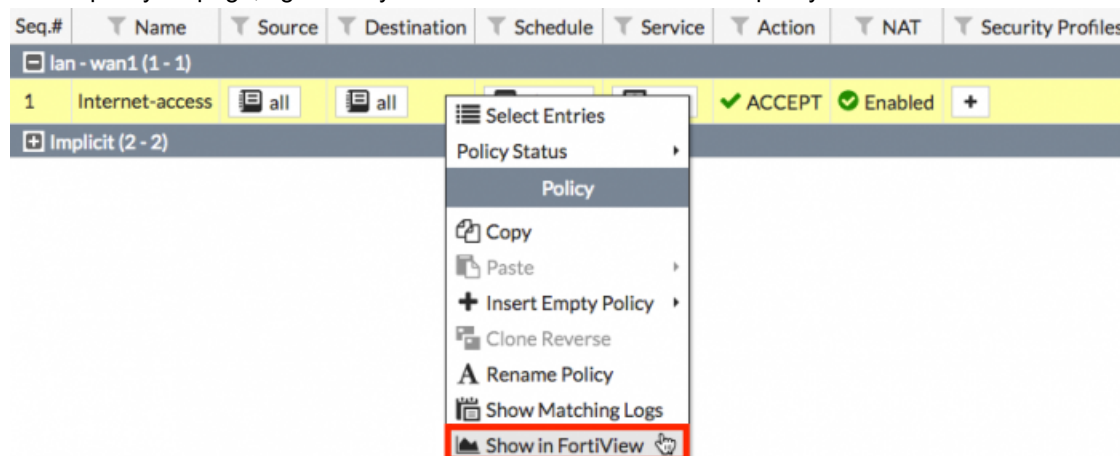 Seq.# Name Source Destination Schedule Service Action NAT Security Profiles
lan - wan1 (1 - 1)
1 Internet-access all all ACCEPT Enabled
Implicit (2 - 2)
Select Entries
Policy Status
Policy
Copy
Paste
Insert Empty Policy
Clone Reverse
Rename Policy
Show Matching Logs
Show in FortiView